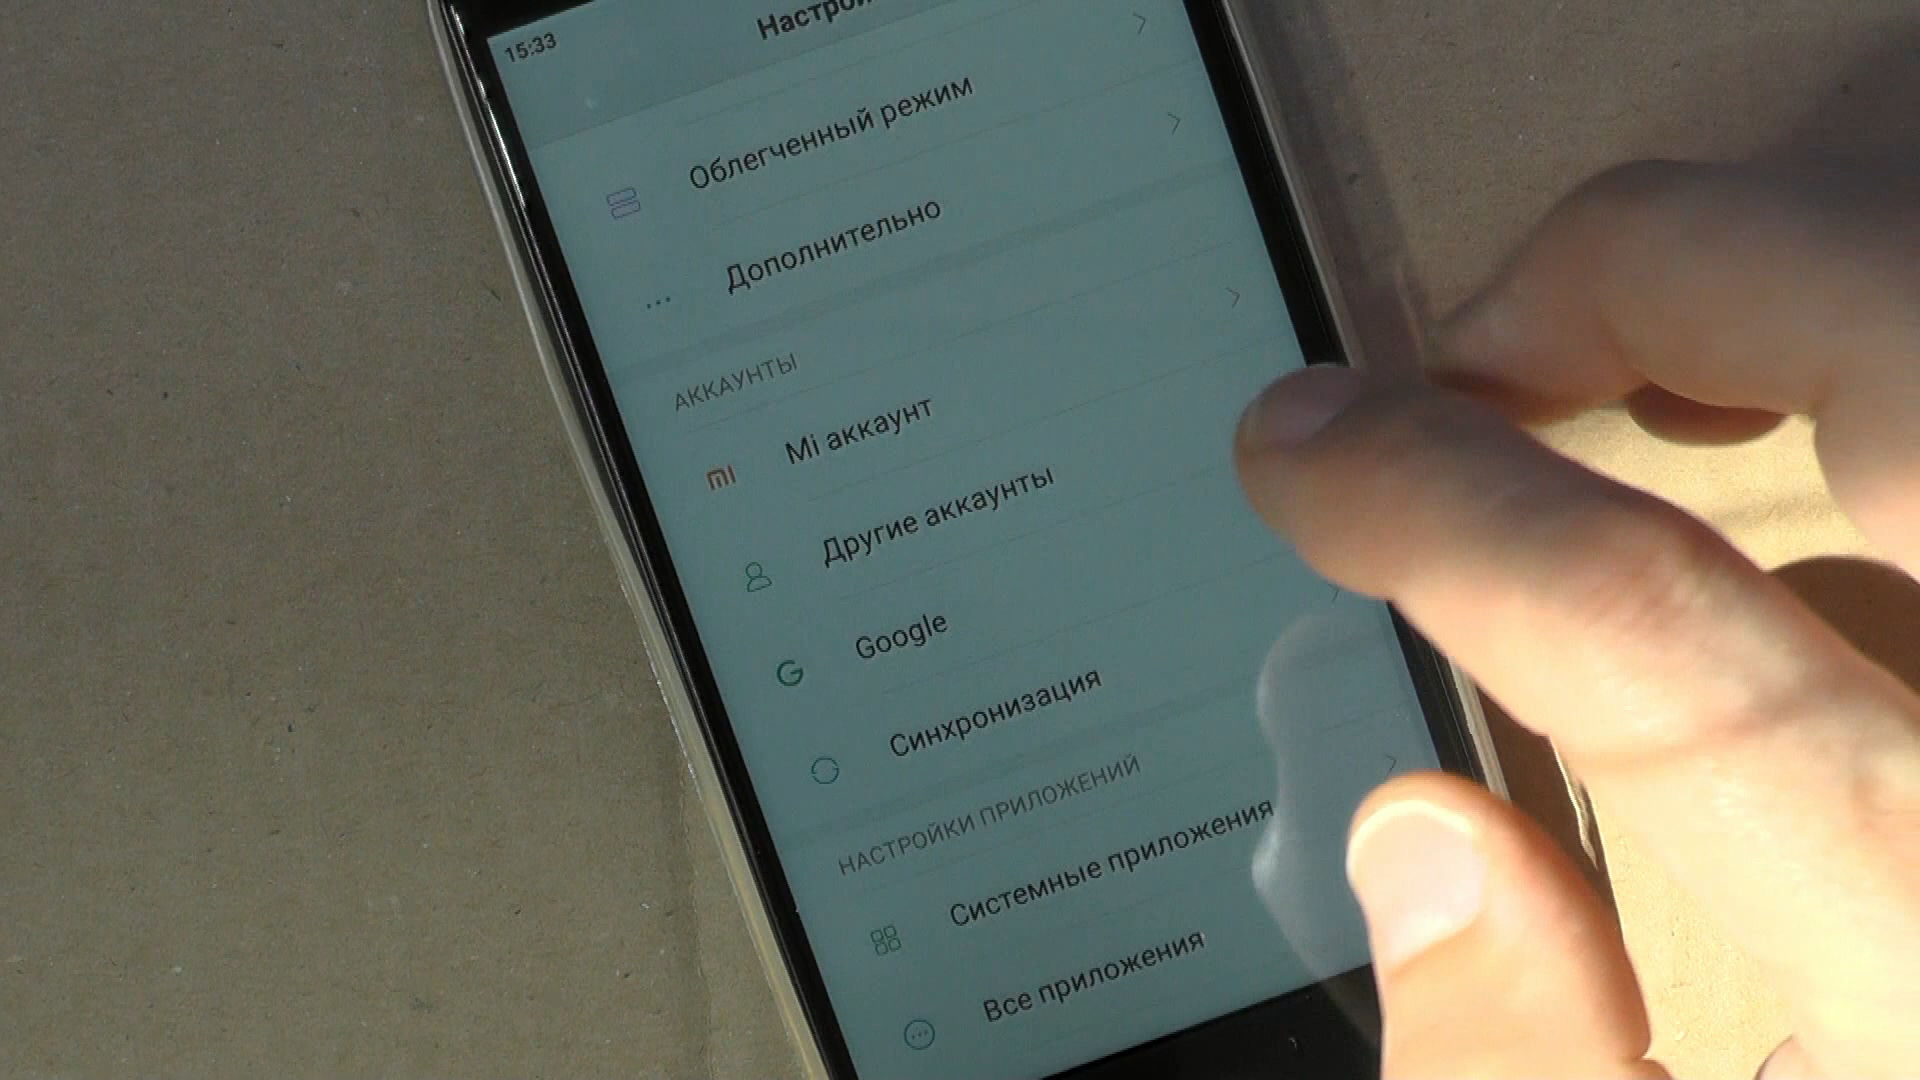 15:33
Облегченный режим
Дополнительно
АККАУНТЫ
Mi аккаунт
Другие аккаунты
Google
Синхронизация
НАСТРОЙКИ ПРИЛОЖЕНИЙ
Системные приложения
Все приложения